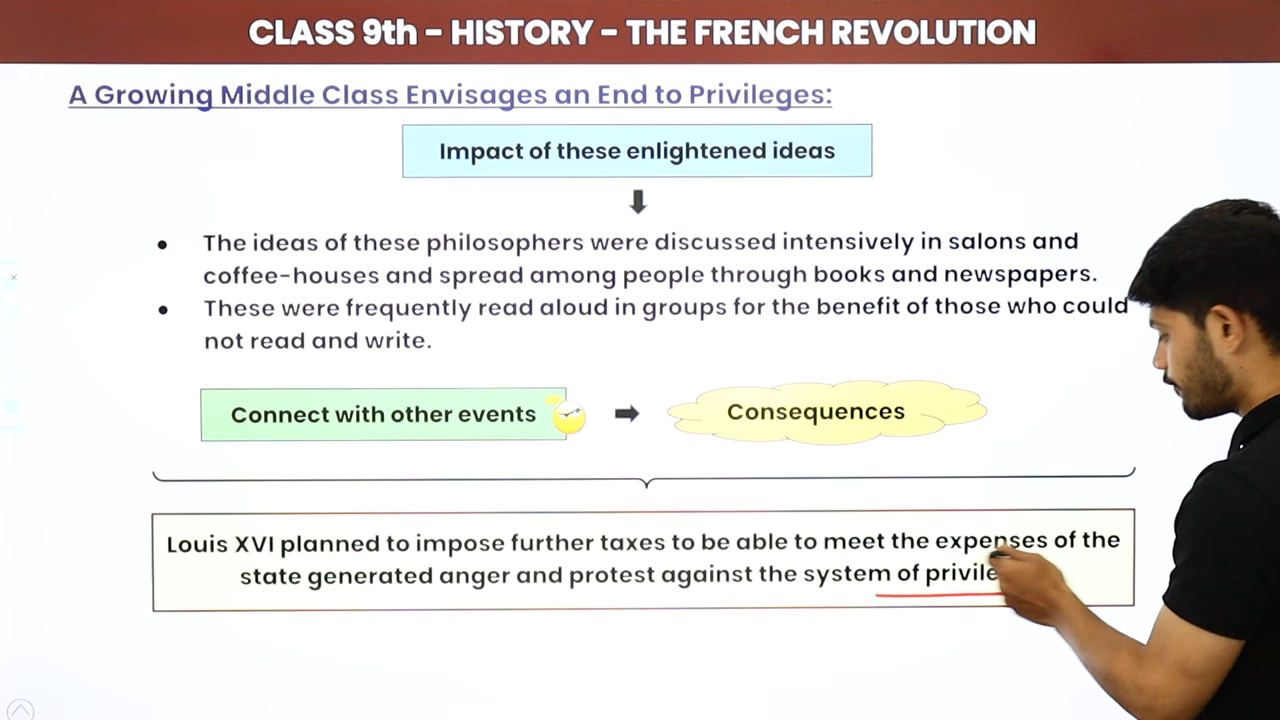 CLASS 9th – HISTORY – THE FRENCH REVOLUTION
A Growing Middle Class Envisages an End to Privileges:
Impact of these enlightened ideas
• The ideas of these philosophers were discussed intensively in salons and
coffee-houses and spread among people through books and newspapers.
• These were frequently read aloud in groups for the benefit of those who could
not read and write.
Connect with other events
Consequences
Louis XVI planned to impose further taxes to be able to meet the expenses of the
state generated anger and protest against the system of